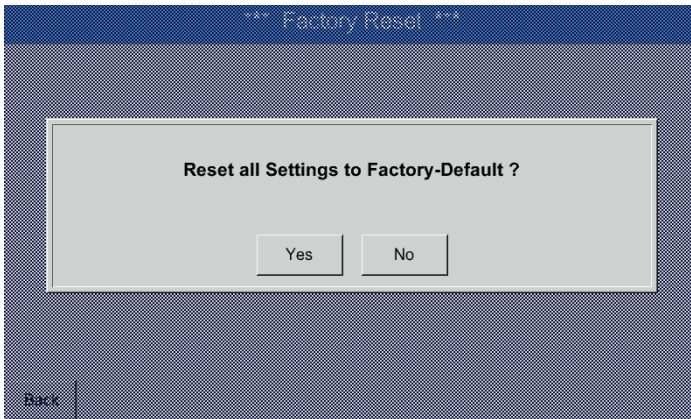 *** Factory Reset ***
Reset all Settings to Factory-Default ?
Yes No
Back